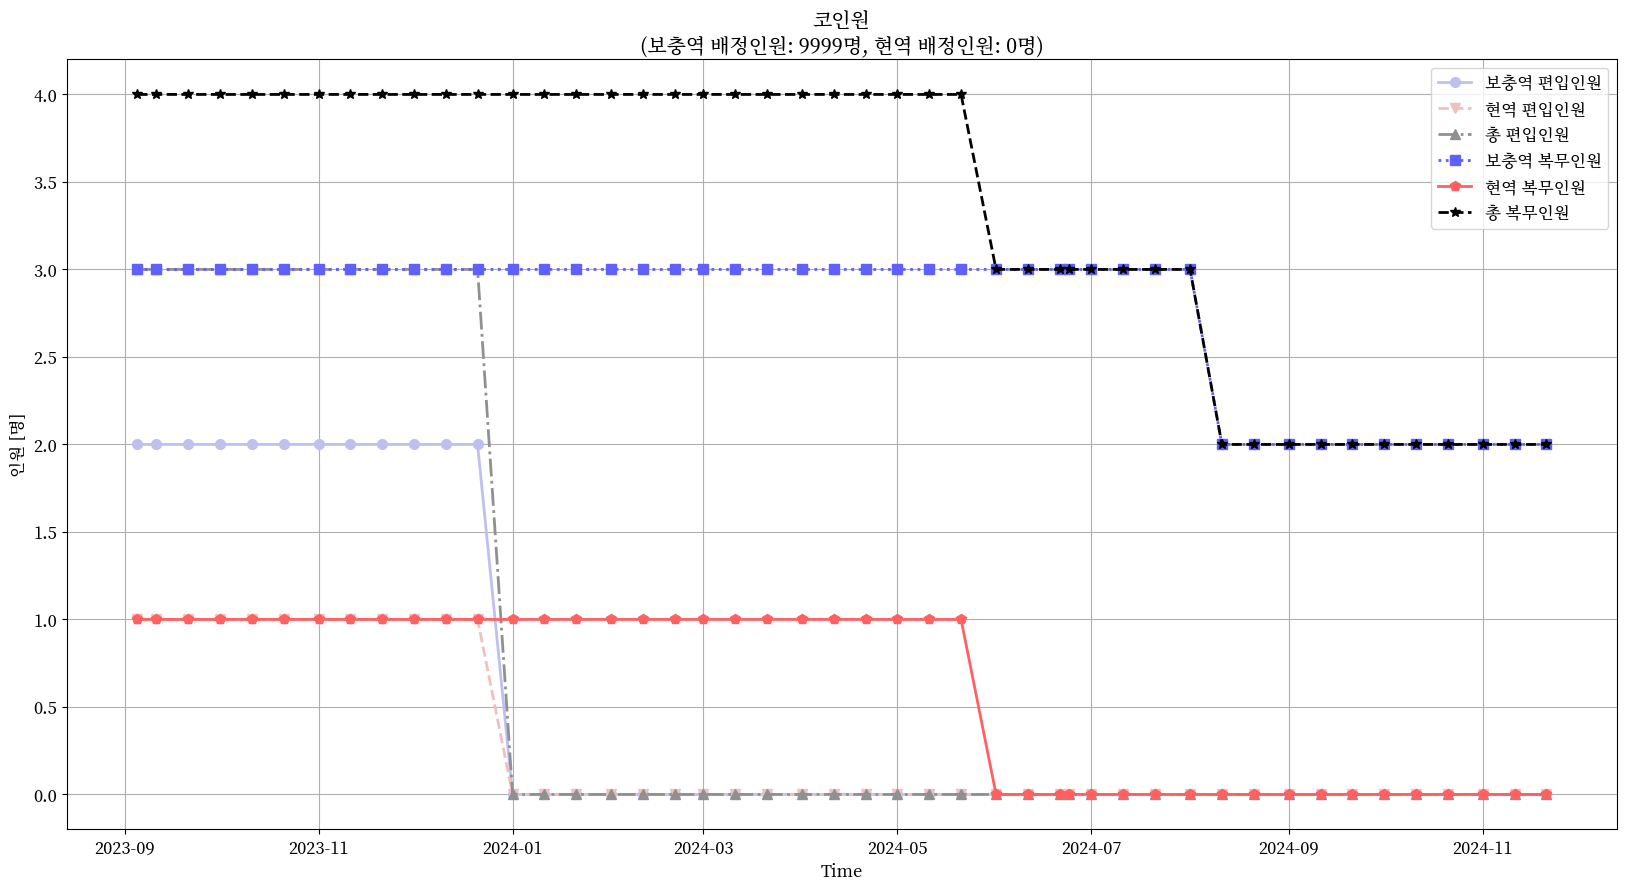 코인원
(보충역 배정인원: 9999명, 현역 배정인원: 0명)
보충역 편입인원
현역 편입인원
총 편입인원
보충역 복무인원
현역 복무인원
총 복무인원
인원 [명]
4.0
3.5
3.0
2.5
2.0
1.5
1.0
0.5
0.0
2023-09 2023-11 2024-01 2024-03 2024-05 2024-07 2024-09 2024-11
Time